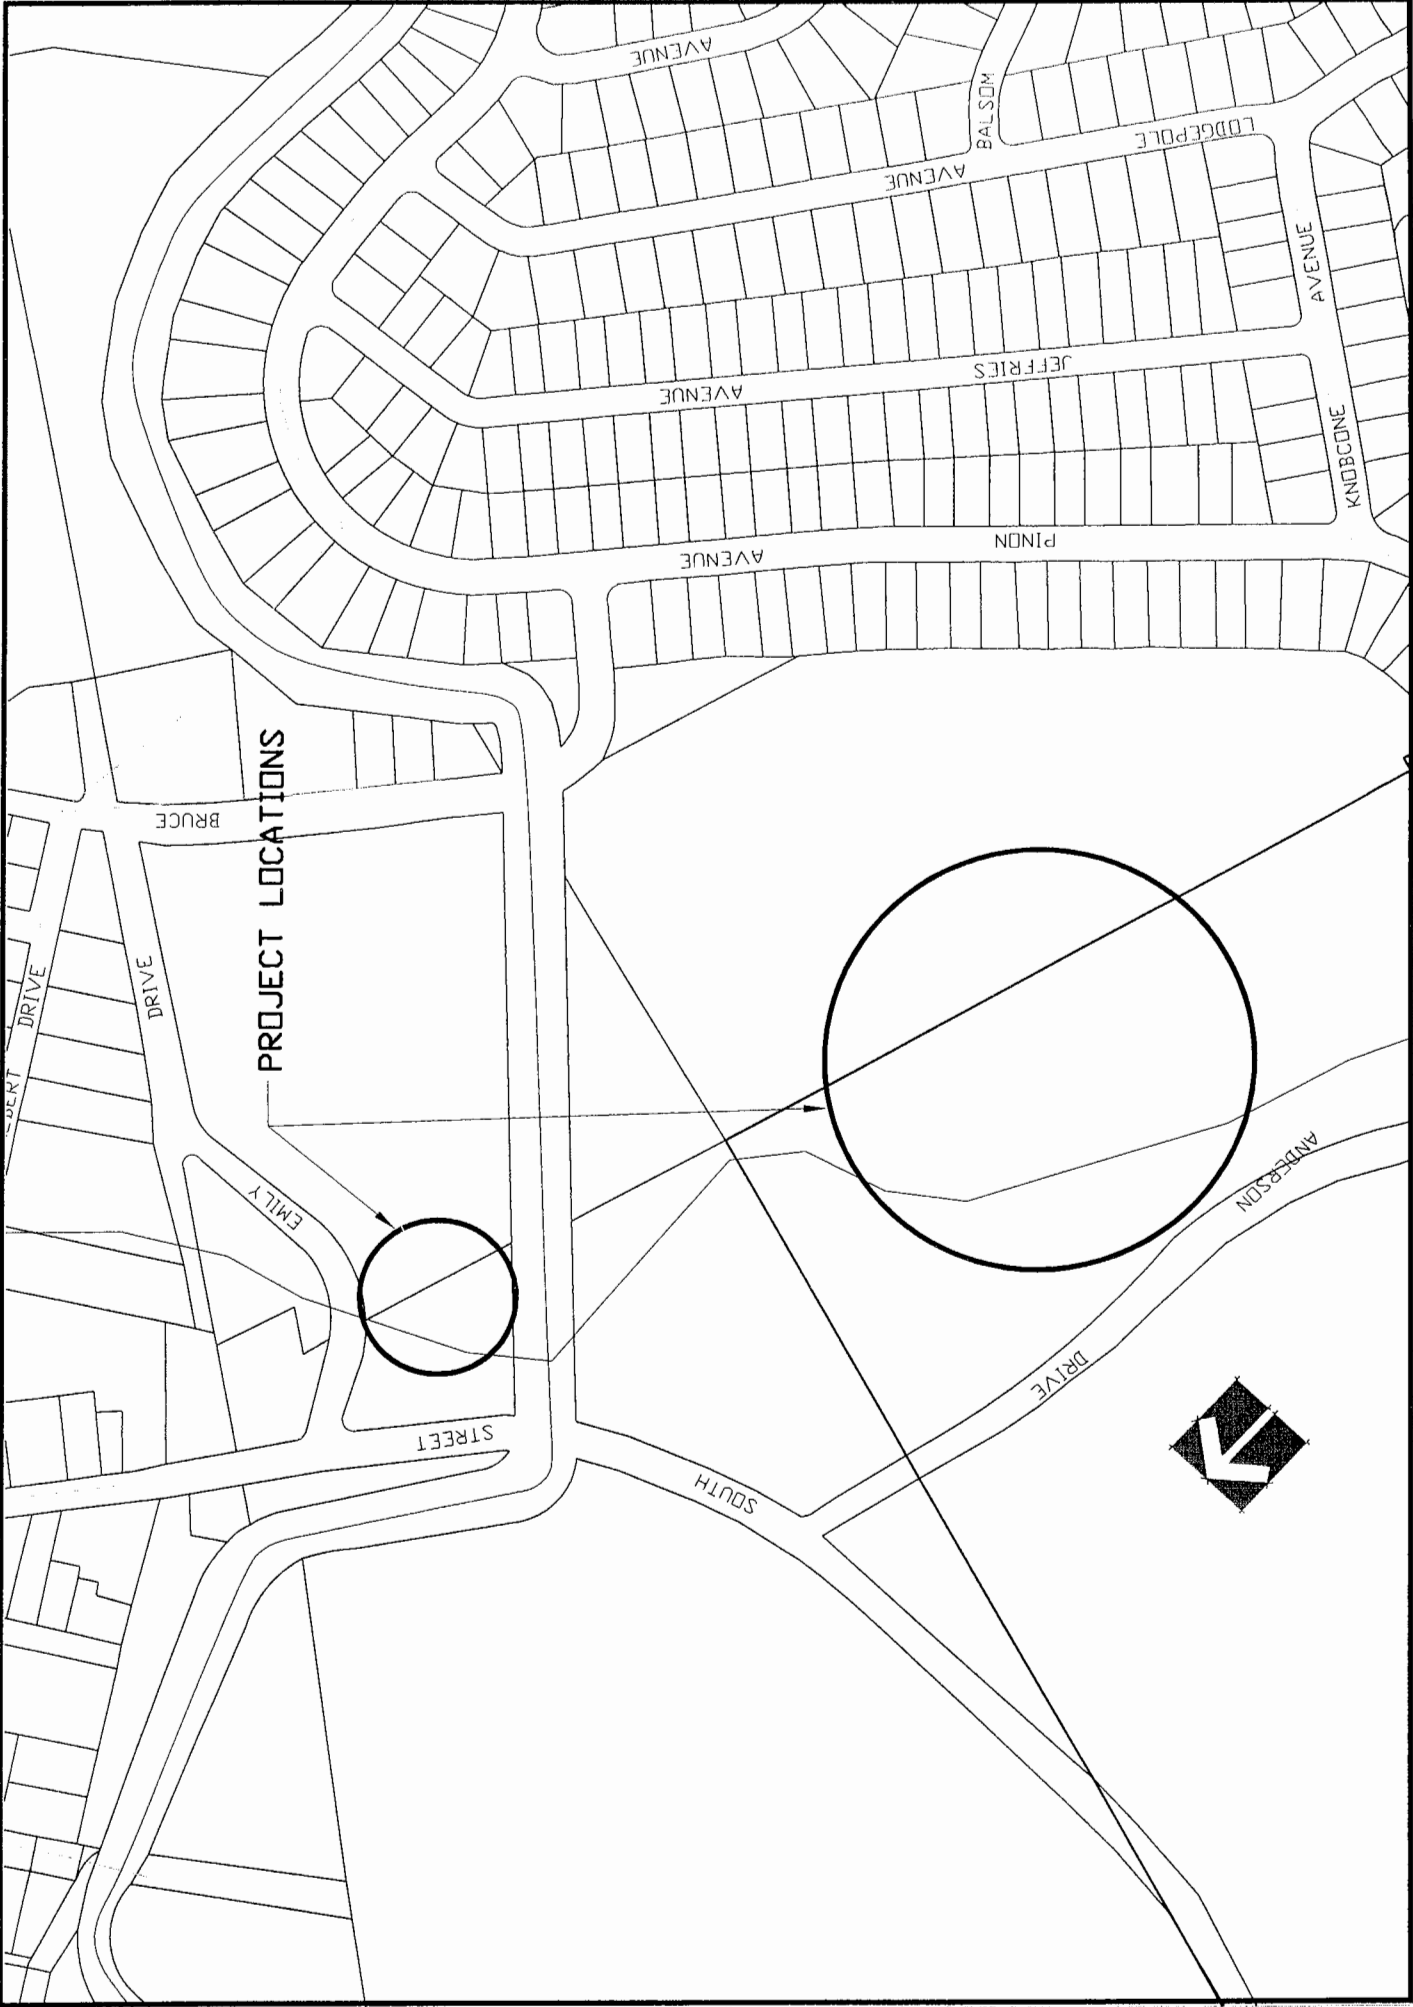 AVENUE
BALSOM
LODGEPOLE
AVENUE
AVENUE
JEFFRIES
AVENUE
KNOBCONE
PINON
AVENUE
PROJECT LOCATIONS
BRUCE
DRIVE
DRIVE
EMILY
STREET
SOUTH
DRIVE
ANDERSON